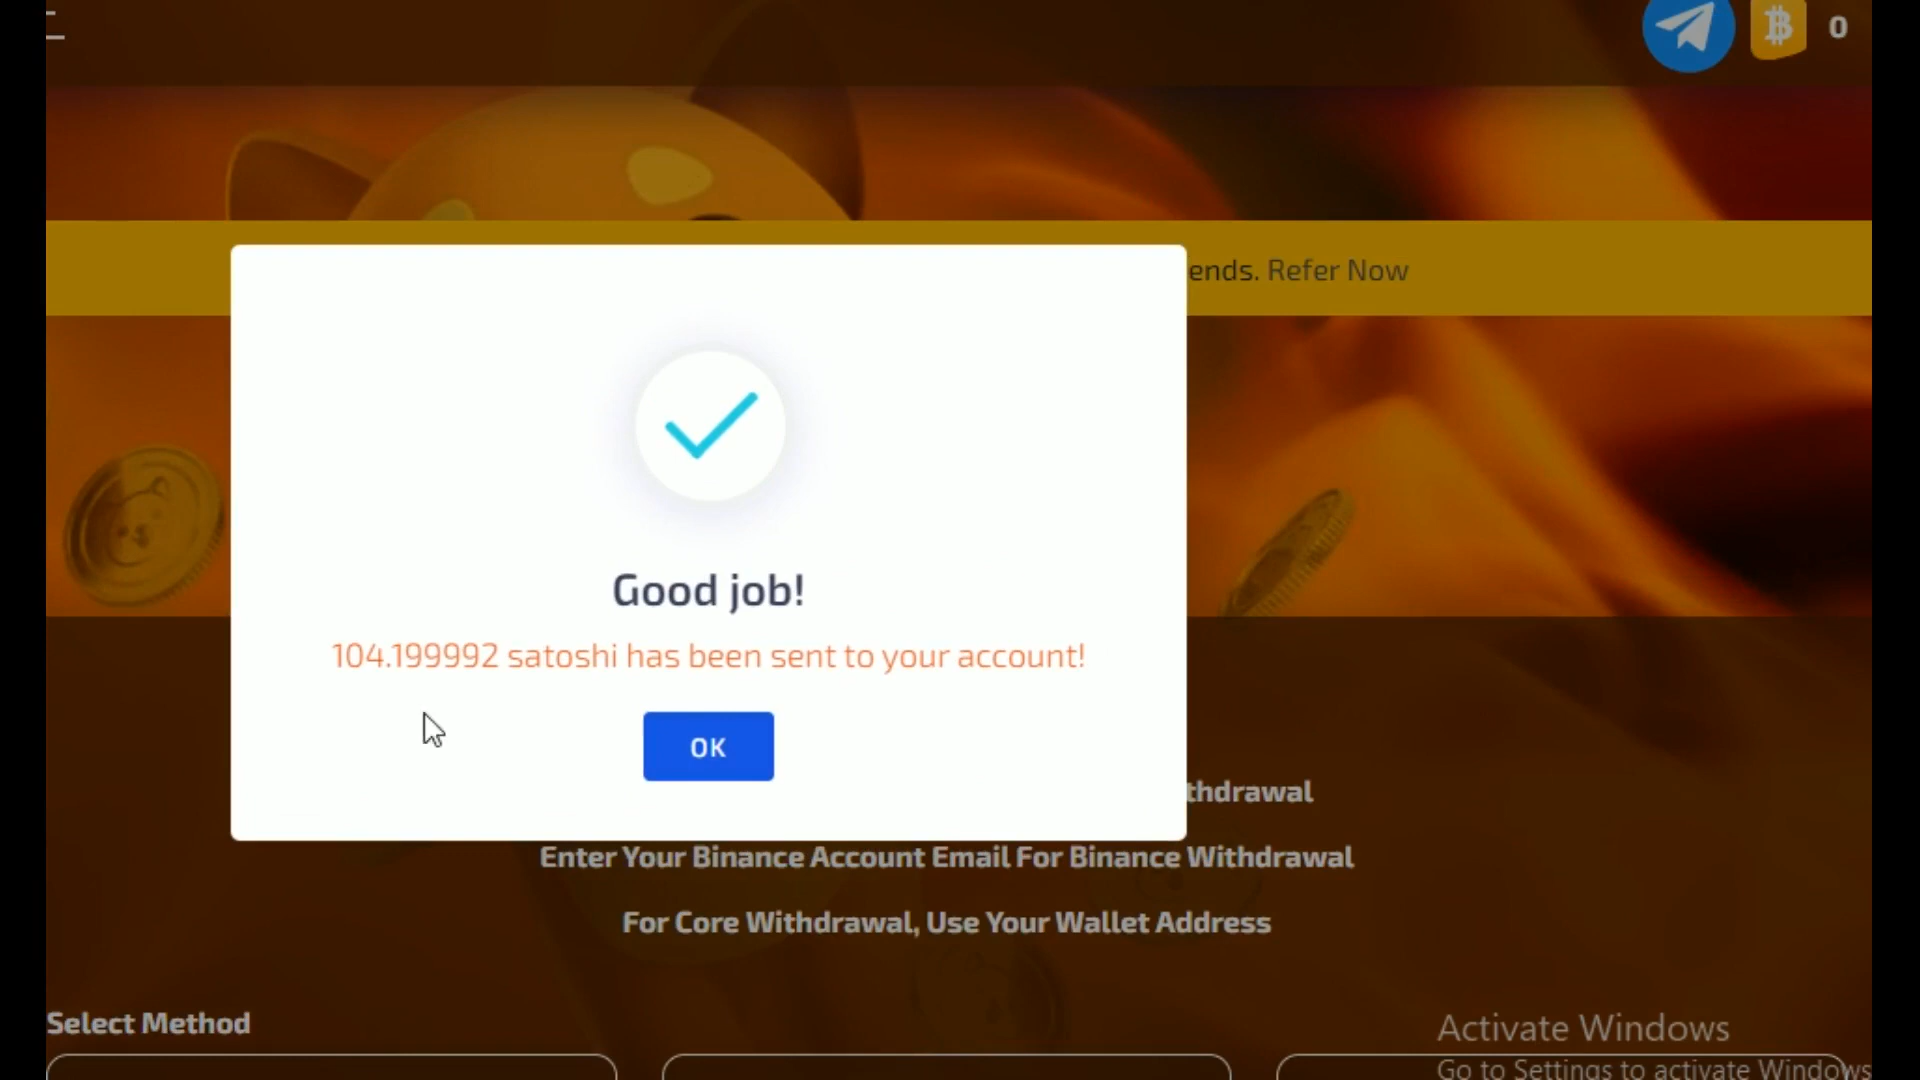 0
ends. Refer Now
Good job!
104.199992 satoshi has been sent to your account!
OK
thdrawal
Enter Your Binance Account Email For Binance Withdrawal
For Core Withdrawal, Use Your Wallet Address
Select Method
Activate Windows
Go to Settings to activate Windows